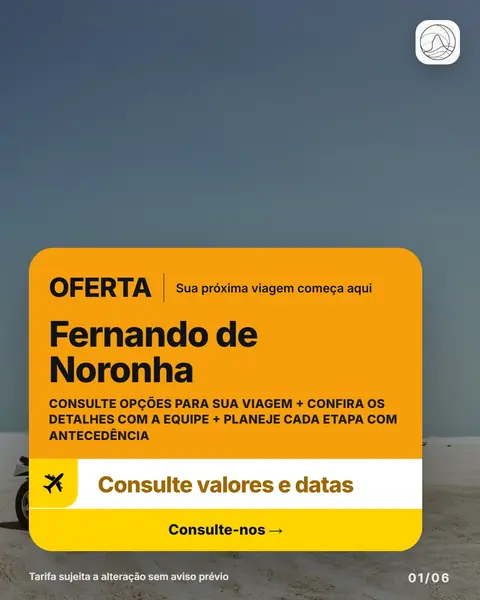 OFERTA
Sua próxima viagem começa aqui
Fernando de
Noronha
CONSULTE OPÇÕES PARA SUA VIAGEM + CONFIRA OS
DETALHES COM A EQUIPE + PLANEJE CADA ETAPA COM
ANTECEDÊNCIA
Consulte valores e datas
Consulte-nos →
Tarifa sujeita a alteração sem aviso prévio
01/06